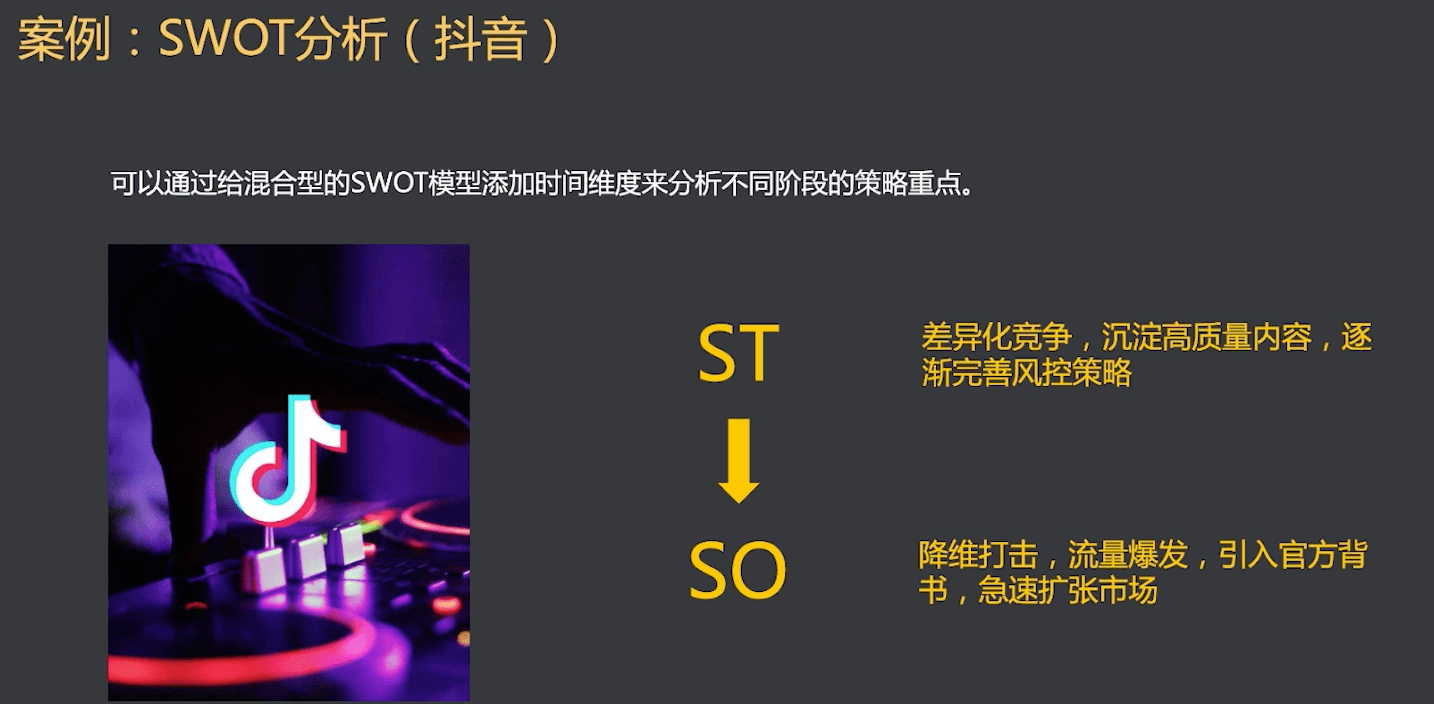 案例：SWOT分析（抖音）
可以通过给混合型的SWOT模型添加时间维度来分析不同阶段的策略重点。
ST
差异化竞争，沉淀高质量内容，逐
渐完善风控策略
SO
降维打击，流量爆发，引入官方背
书，急速扩张市场